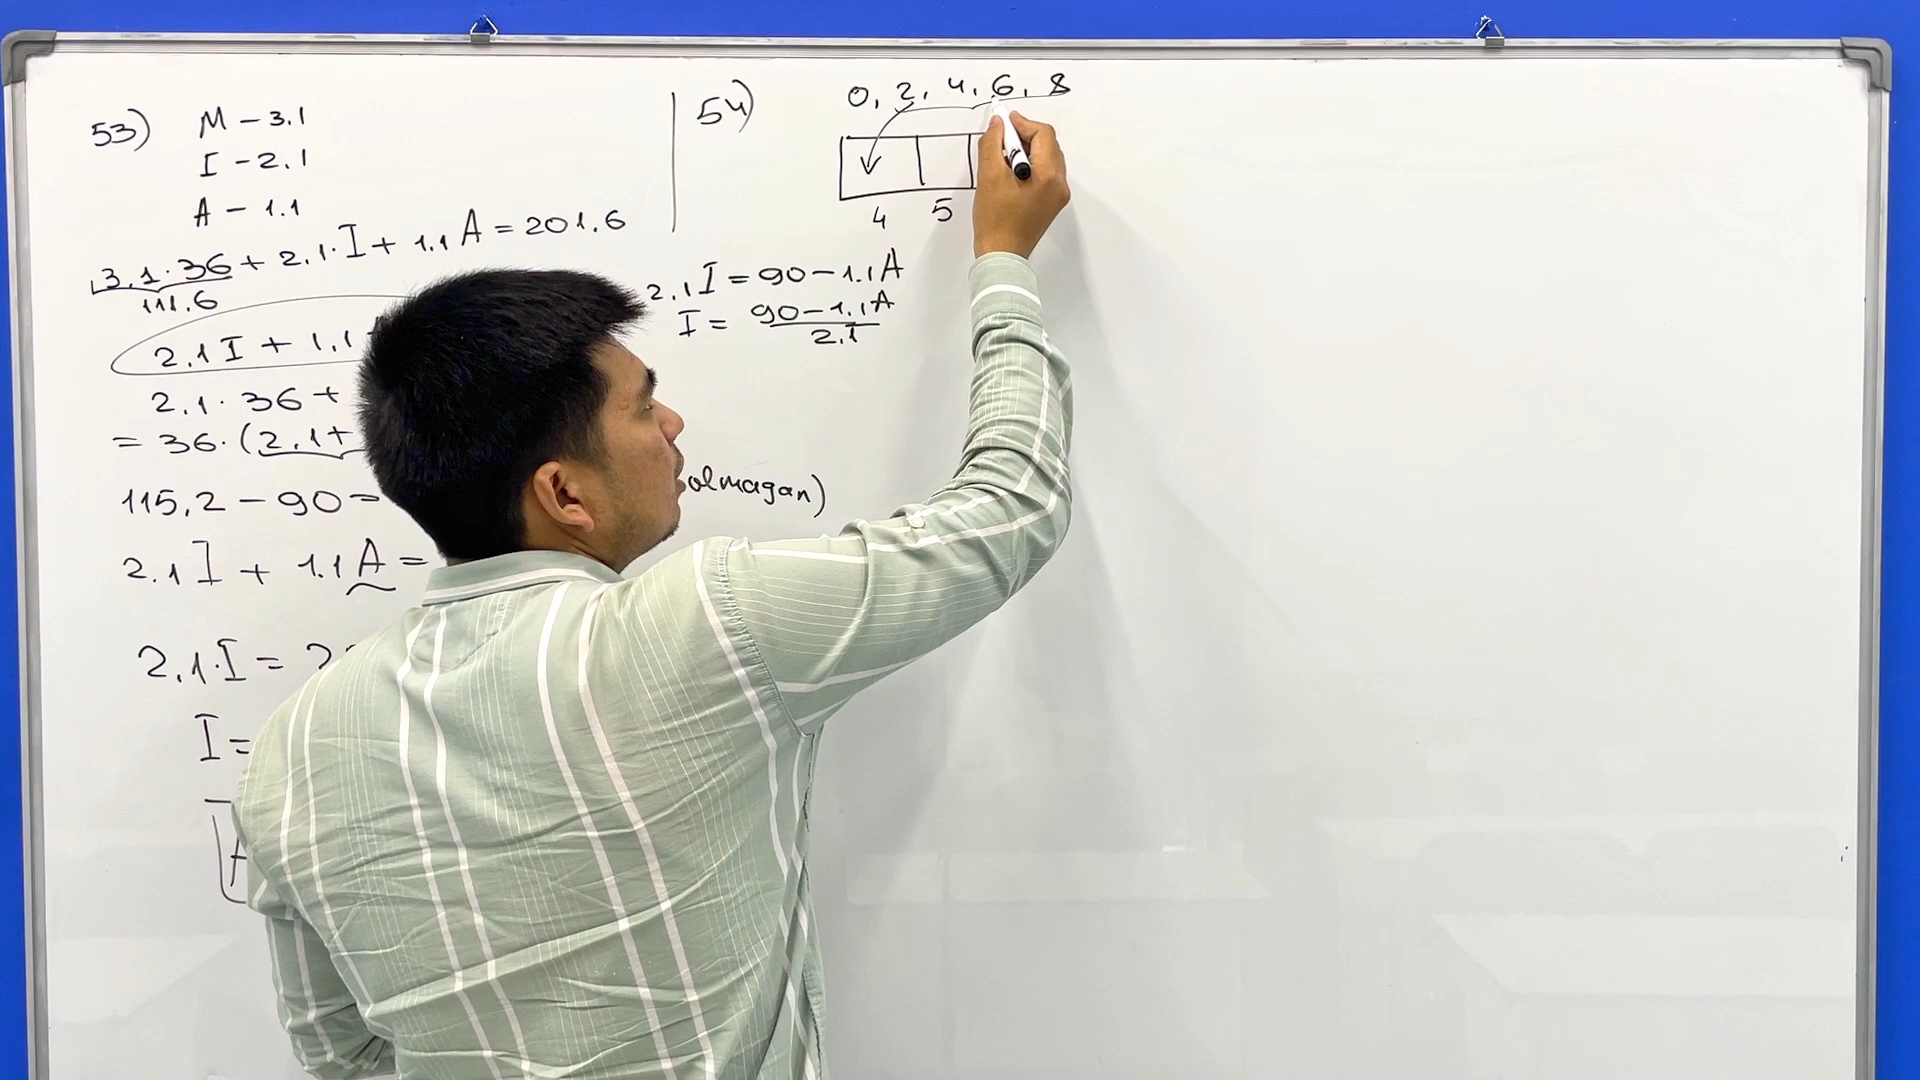 53)
M - 3.1
I - 2.1
A - 1.1
3.1 · 36 + 2.1 · I + 1.1 A = 201.6
111.6
2.1 I + 1.1
2.1 · 36 +
= 36 · (2.1 +
115,2 - 90 =
olmagan)
2.1 I + 1.1 A =
2.1 · I = 2
I =
54)
0, 2, 4, 6, 8
4 5
2.1 I = 90 - 1.1 A
I = 90 - 1.1 A
2.1